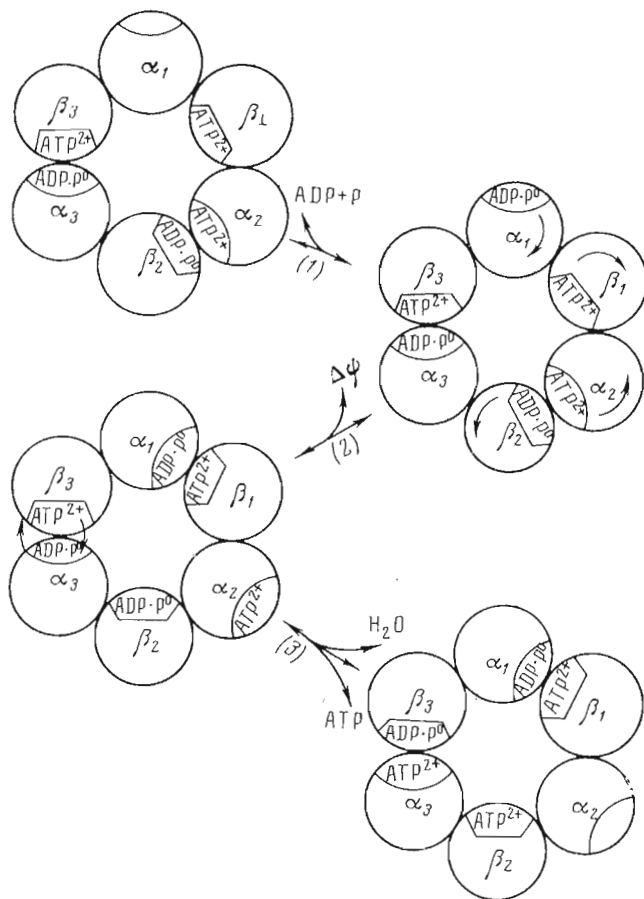 α₁
β₃
ATP²⁺
β₁
ATP²⁺
ADP·P⁰
α₃
ATP²⁺
α₂
β₂
ADP·P⁰
ADP+P
(1)
ADP·P⁰
α₁
β₃
ATP²⁺
β₁
ATP²⁺
ADP·P⁰
α₃
ATP²⁺
α₂
β₂
ADP·P⁰
Δψ
(2)
α₁
ADP·P⁰
β₃
ATP²⁺
ATP²⁺
β₁
ADP·P⁰
α₃
α₂
ATP²⁺
ADP·P⁰
β₂
(3)
H₂O
ATP
α₁
ADP·P⁰
β₃
ADP·P⁰
ATP²⁺
β₁
ATP²⁺
α₃
α₂
ATP²⁺
β₂